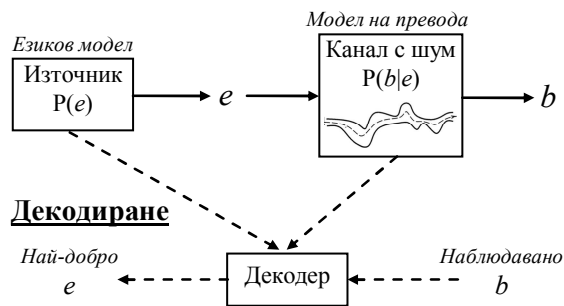 Езиков модел
Модел на превода
Източник
P(e)
e
Канал с шум
P(b|e)
b
Декодиране
Най-добро
e
Декодер
Наблюдавано
b